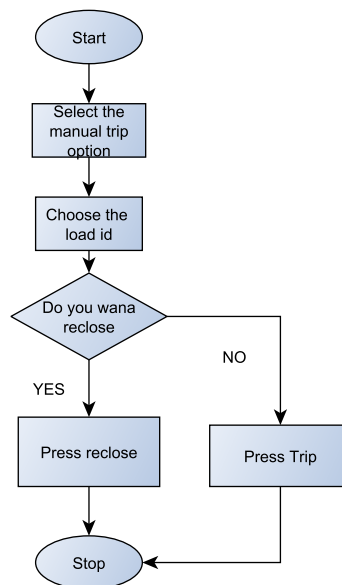 Start
Select the
manual trip
option
Choose the
load id
Do you wana
reclose
NO
YES
Press reclose
Press Trip
Stop